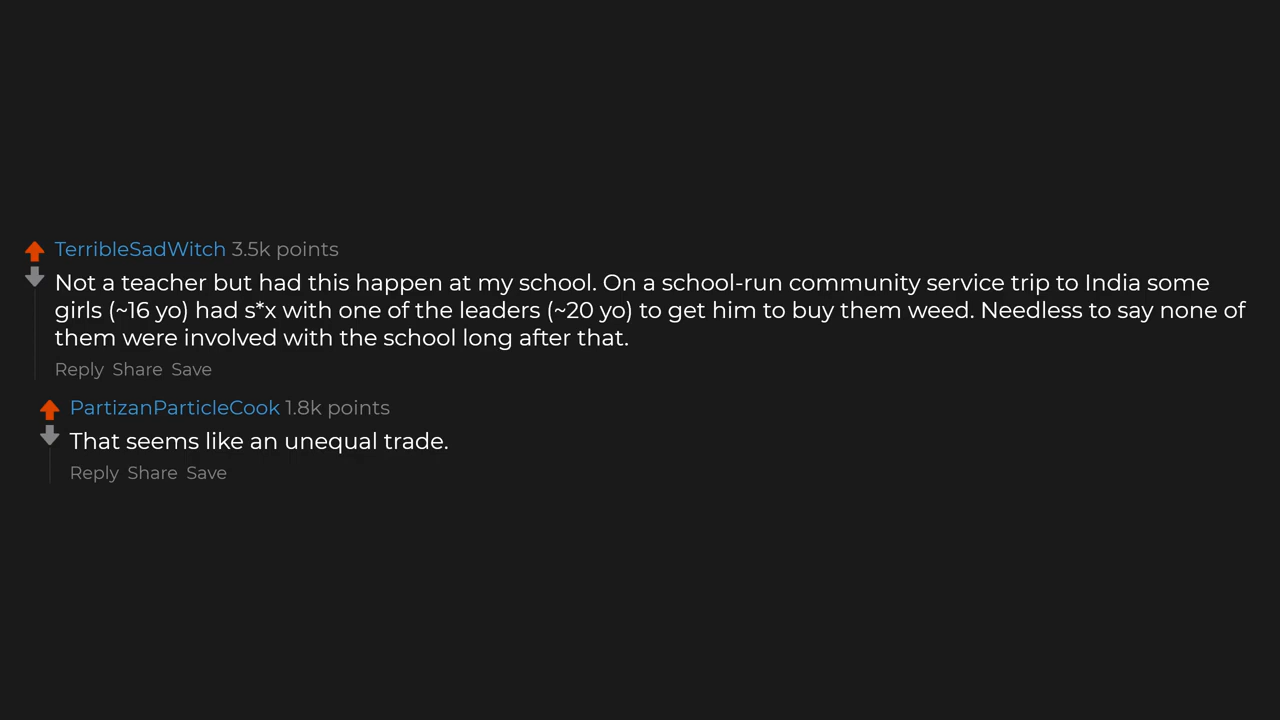 TerribleSadWitch 3.5k points
Not a teacher but had this happen at my school. On a school-run community service trip to India some
girls (~16 yo) had s*x with one of the leaders (~20 yo) to get him to buy them weed. Needless to say none of
them were involved with the school long after that.
Reply Share Save
PartizanParticleCook 1.8k points
That seems like an unequal trade.
Reply Share Save